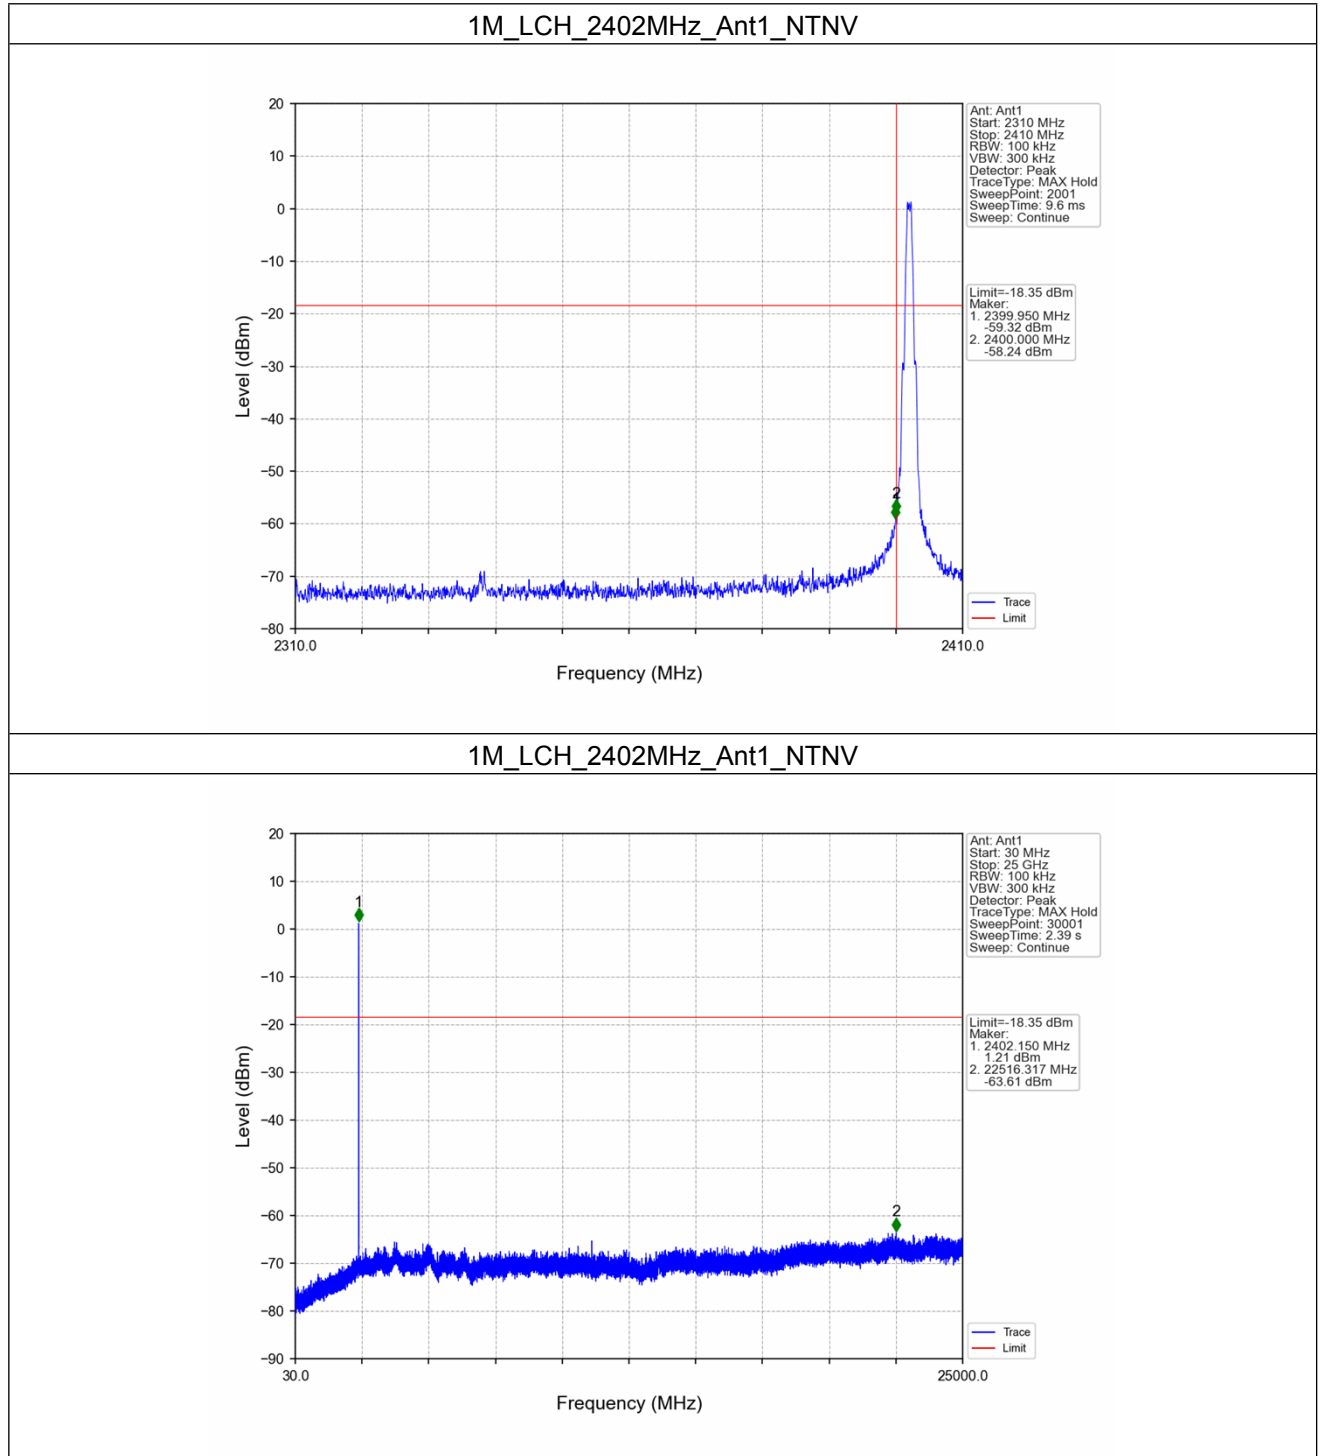 1M_LCH_2402MHz_Ant1_NTNV
20
10
0
−10
−20
−30
−40
−50
−60
−70
−80
Level (dBm)
2310.0
2410.0
Frequency (MHz)
2
Ant: Ant1
Start: 2310 MHz
Stop: 2410 MHz
RBW: 100 kHz
VBW: 300 kHz
Detector: Peak
TraceType: MAX Hold
SweepPoint: 2001
SweepTime: 9.6 ms
Sweep: Continue
Limit=-18.35 dBm
Maker:
1. 2399.950 MHz
-59.32 dBm
2. 2400.000 MHz
-58.24 dBm
Trace
Limit
1M_LCH_2402MHz_Ant1_NTNV
20
10
0
−10
−20
−30
−40
−50
−60
−70
−80
−90
Level (dBm)
30.0
25000.0
Frequency (MHz)
1
2
Ant: Ant1
Start: 30 MHz
Stop: 25 GHz
RBW: 100 kHz
VBW: 300 kHz
Detector: Peak
TraceType: MAX Hold
SweepPoint: 30001
SweepTime: 2.39 s
Sweep: Continue
Limit=-18.35 dBm
Maker:
1. 2402.150 MHz
1.21 dBm
2. 22516.317 MHz
-63.61 dBm
Trace
Limit